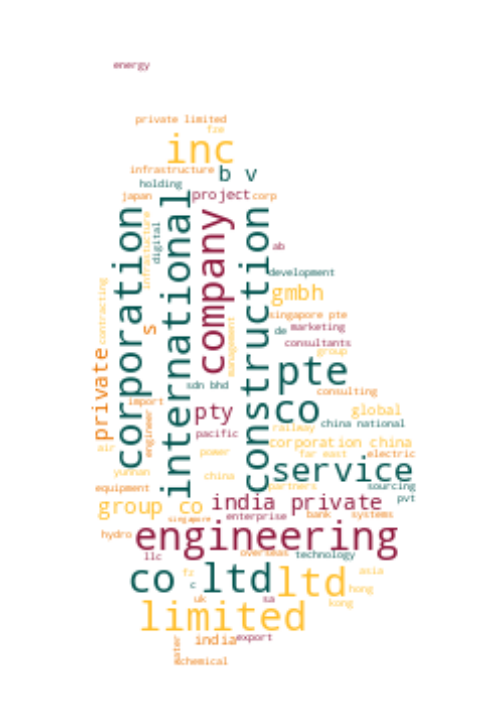 energy
private limited
fze
inc
infrastructure
b v
holding
japan
project
corp
corporation
infrastucture
digital
international
company
construction
ab
development
contracting
gmbh
singapore pte
s
de
marketing
consultants
management
group
private
pte
sdn bhd
consulting
import
co
pty
global
engineer
china national
railway
pacific
corporation china
air
power
far east
electric
yunnan
china
service
equipment
partners
sourcing
group co
india private
pvt
singapore
enterprise
bank
systems
hydro
engineering
llc
overseas
technology
co ltd
fz
c
ltd
asia
hong
uk
sa
kong
limited
india
export
water
chemical